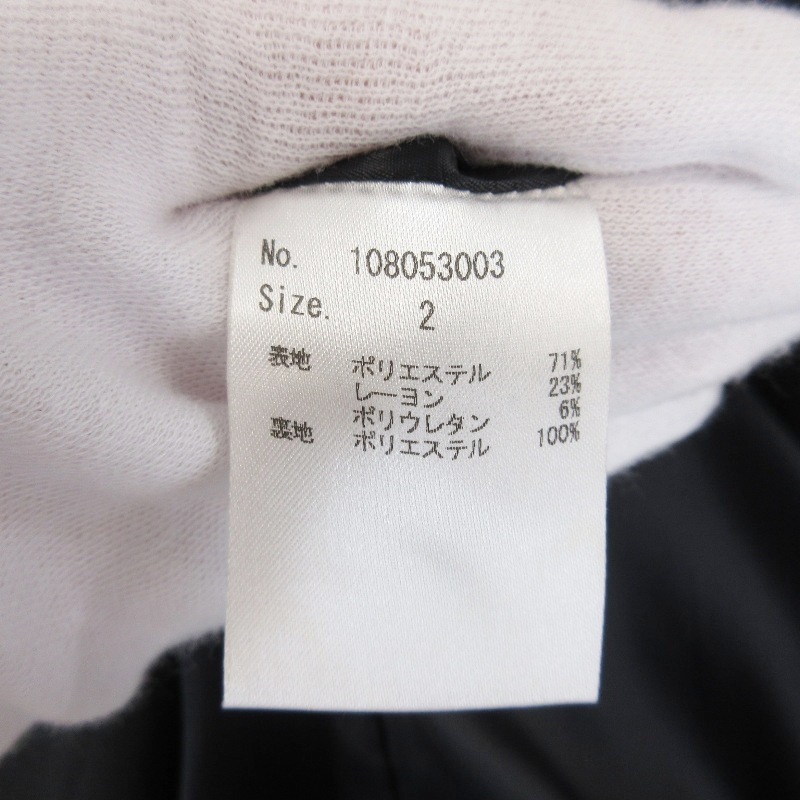 No. 108053003
Size. 2
表地 ポリエステル 71%
レーヨン 23%
ポリウレタン 6%
裏地 ポリエステル 100%